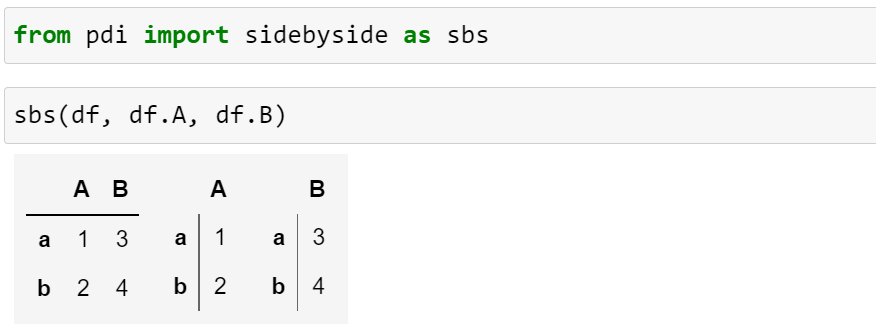 from pdi import sidebyside as sbs
sbs(df, df.A, df.B)
A B A B
a 1 3 a 1 a 3
b 2 4 b 2 b 4